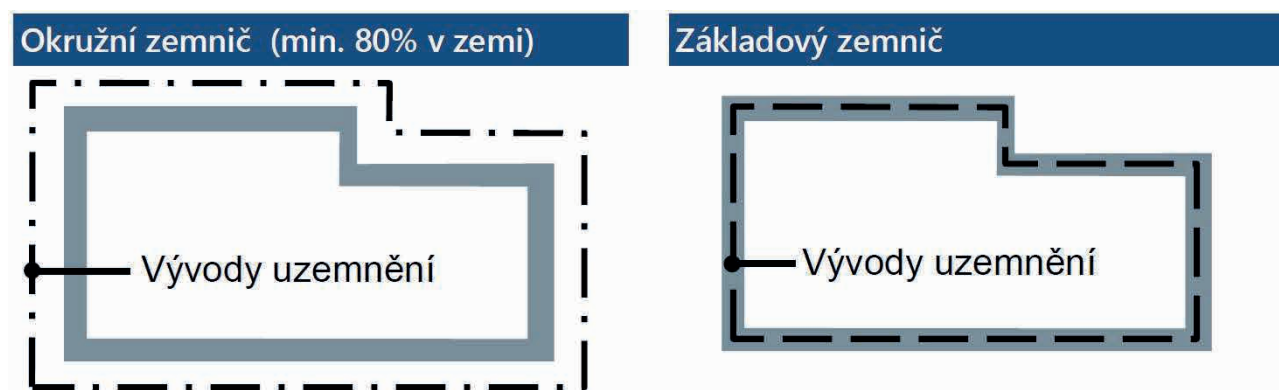 Okružní zemnič (min. 80% v zemi)
Základový zemnič
Vývody uzemnění
Vývody uzemnění